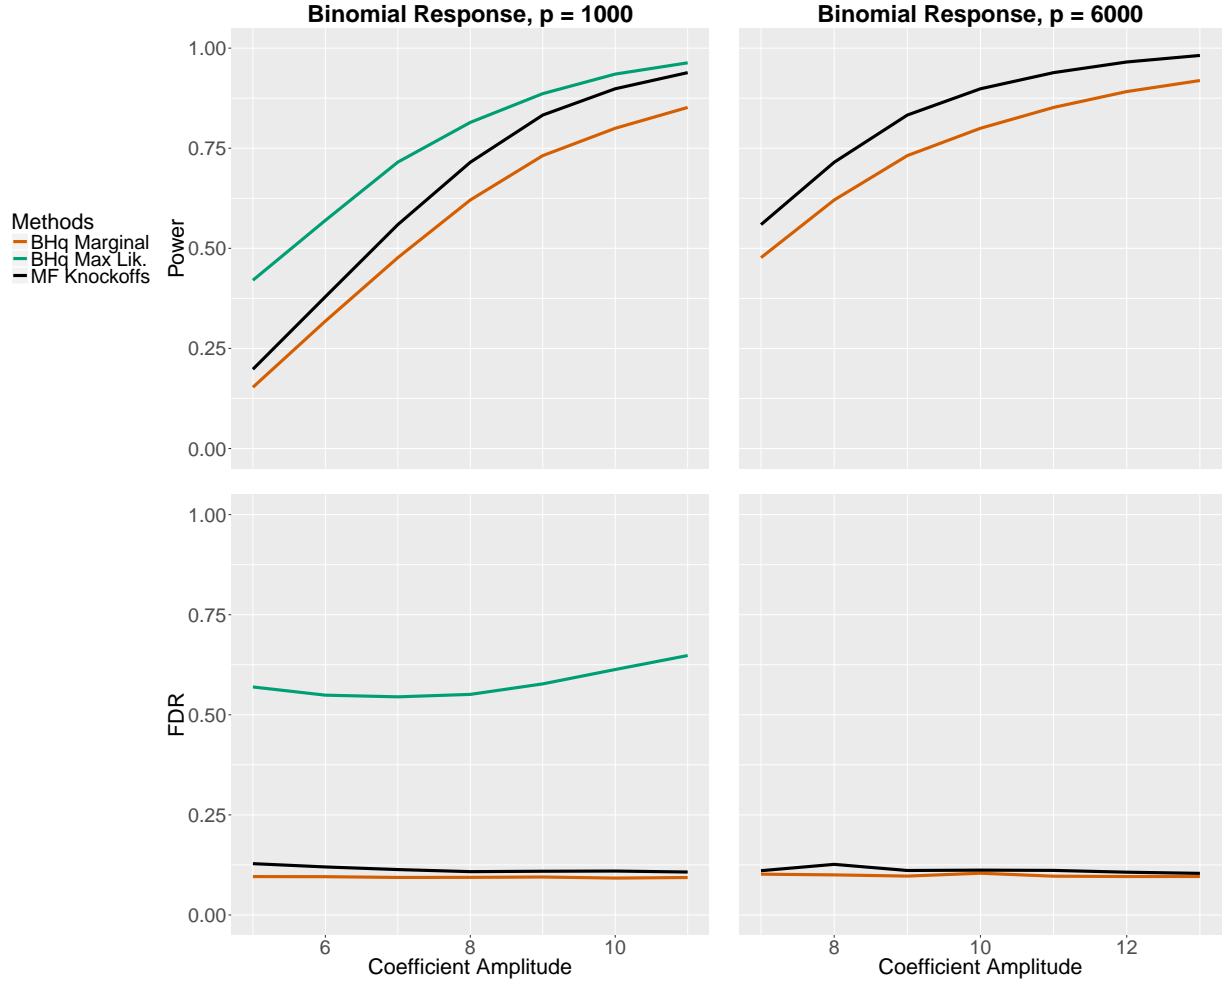 Binomial Response, p = 1000
Binomial Response, p = 6000
Methods
BHq Marginal
BHq Max Lik.
MF Knockoffs
Power
1.00
0.75
0.50
0.25
0.00
FDR
1.00
0.75
0.50
0.25
0.00
6 8 10
8 10 12
Coefficient Amplitude
Coefficient Amplitude